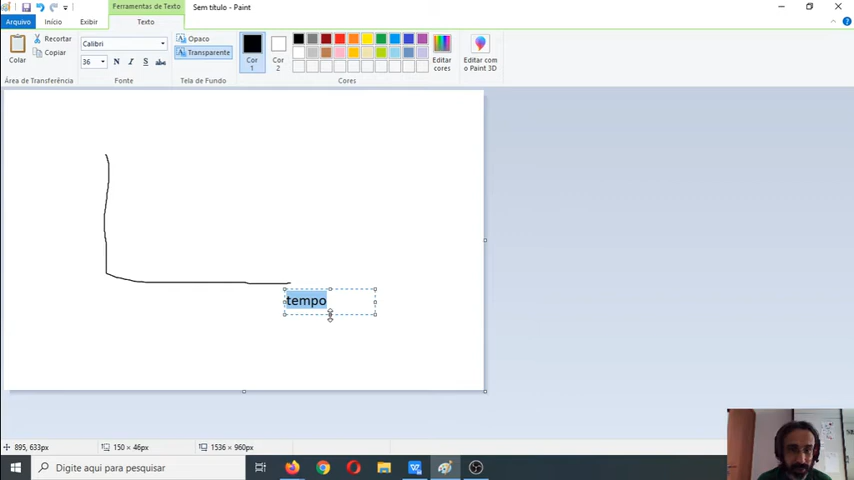 Ferramentas de Texto
Sem título - Paint
Arquivo
Início
Exibir
Texto
Colar
Recortar
Copiar
Área de Transferência
Calibri
36
N I S abc
Fonte
Opaco
Transparente
Tela de Fundo
Cor
1
Cor
2
Cores
Editar
cores
Editar com
o Paint 3D
tempo
895, 633px
150 × 46px
1536 × 960px
Digite aqui para pesquisar